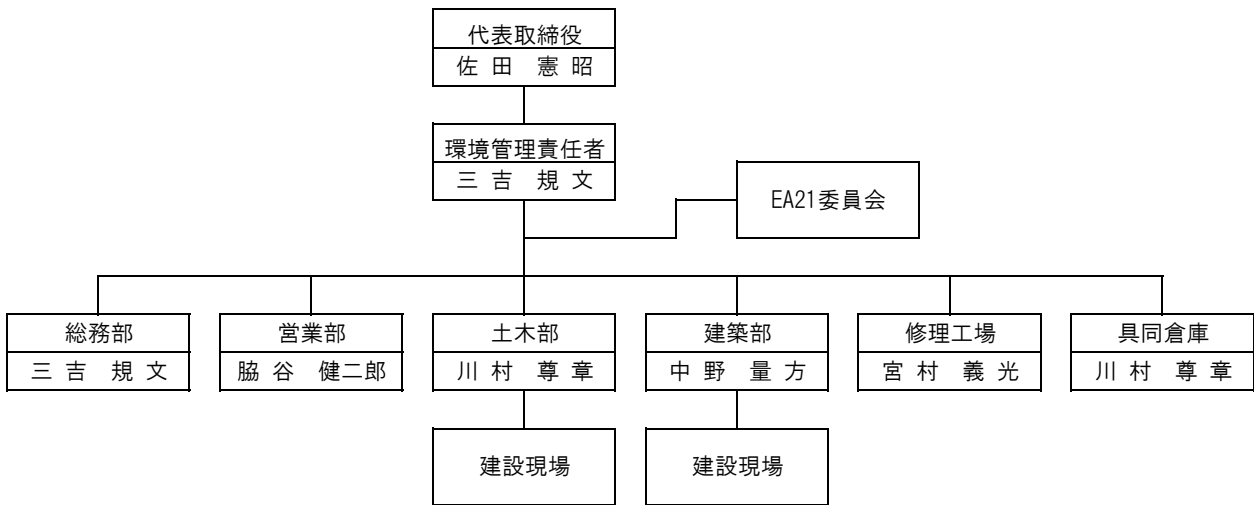 代表取締役
佐 田　憲 昭
環境管理責任者
三 吉　規 文
EA21委員会
総務部
三 吉　規 文
営業部
脇 谷　健二郎
土木部
川 村　尊 章
建築部
中 野　量 方
修理工場
宮 村　義 光
具同倉庫
川 村　尊 章
建設現場
建設現場